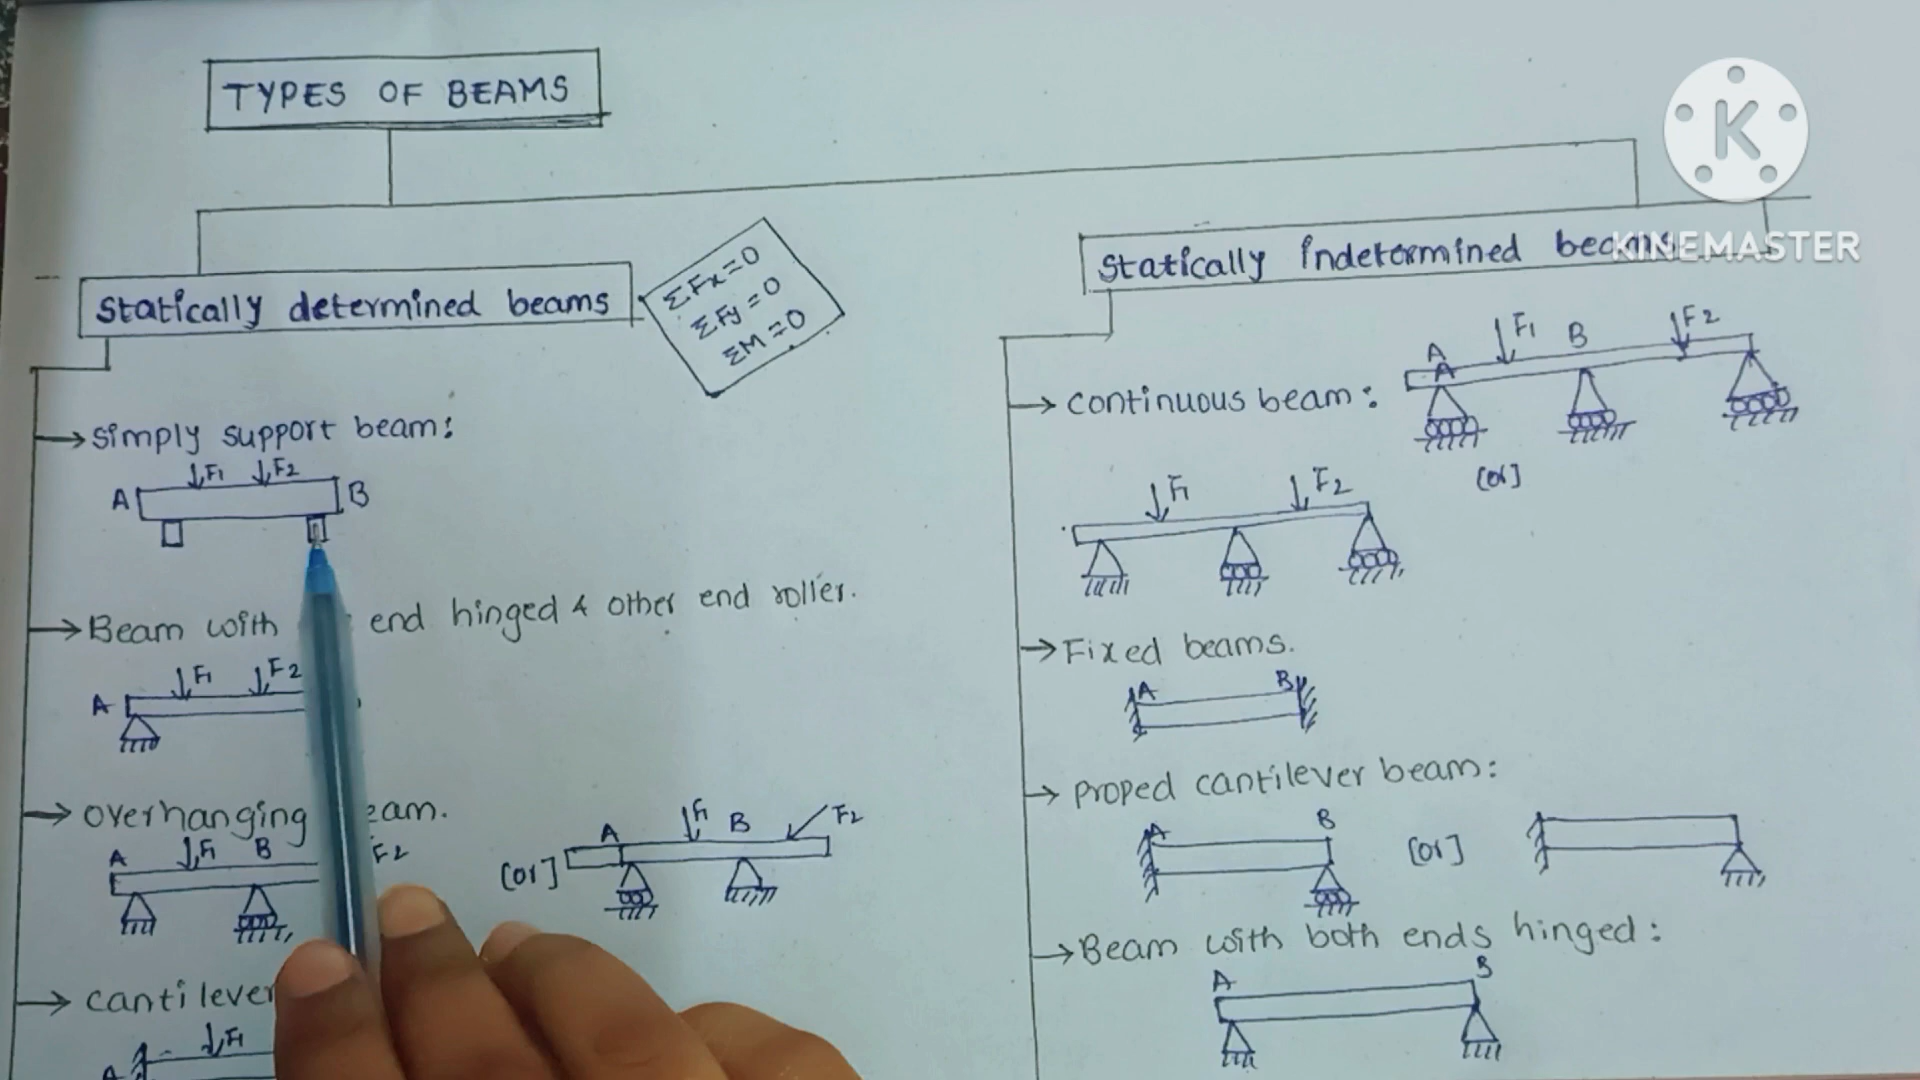 TYPES OF BEAMS
Statically determined beams
ΣFx=0
ΣFy=0
ΣM=0
simply support beam:
F1 F2
A B
Beam with end hinged & other end roller.
F1 F2
A
overhanging eam.
A F1 B F2
[or] A F1 B F2
cantilever
F1
A
Statically indetermined beams
continuous beam:
A F1 B F2
A
[or]
F1 F2
Fixed beams.
A B
proped cantilever beam:
A B
[or]
Beam with both ends hinged:
A B
K
KINEMASTER